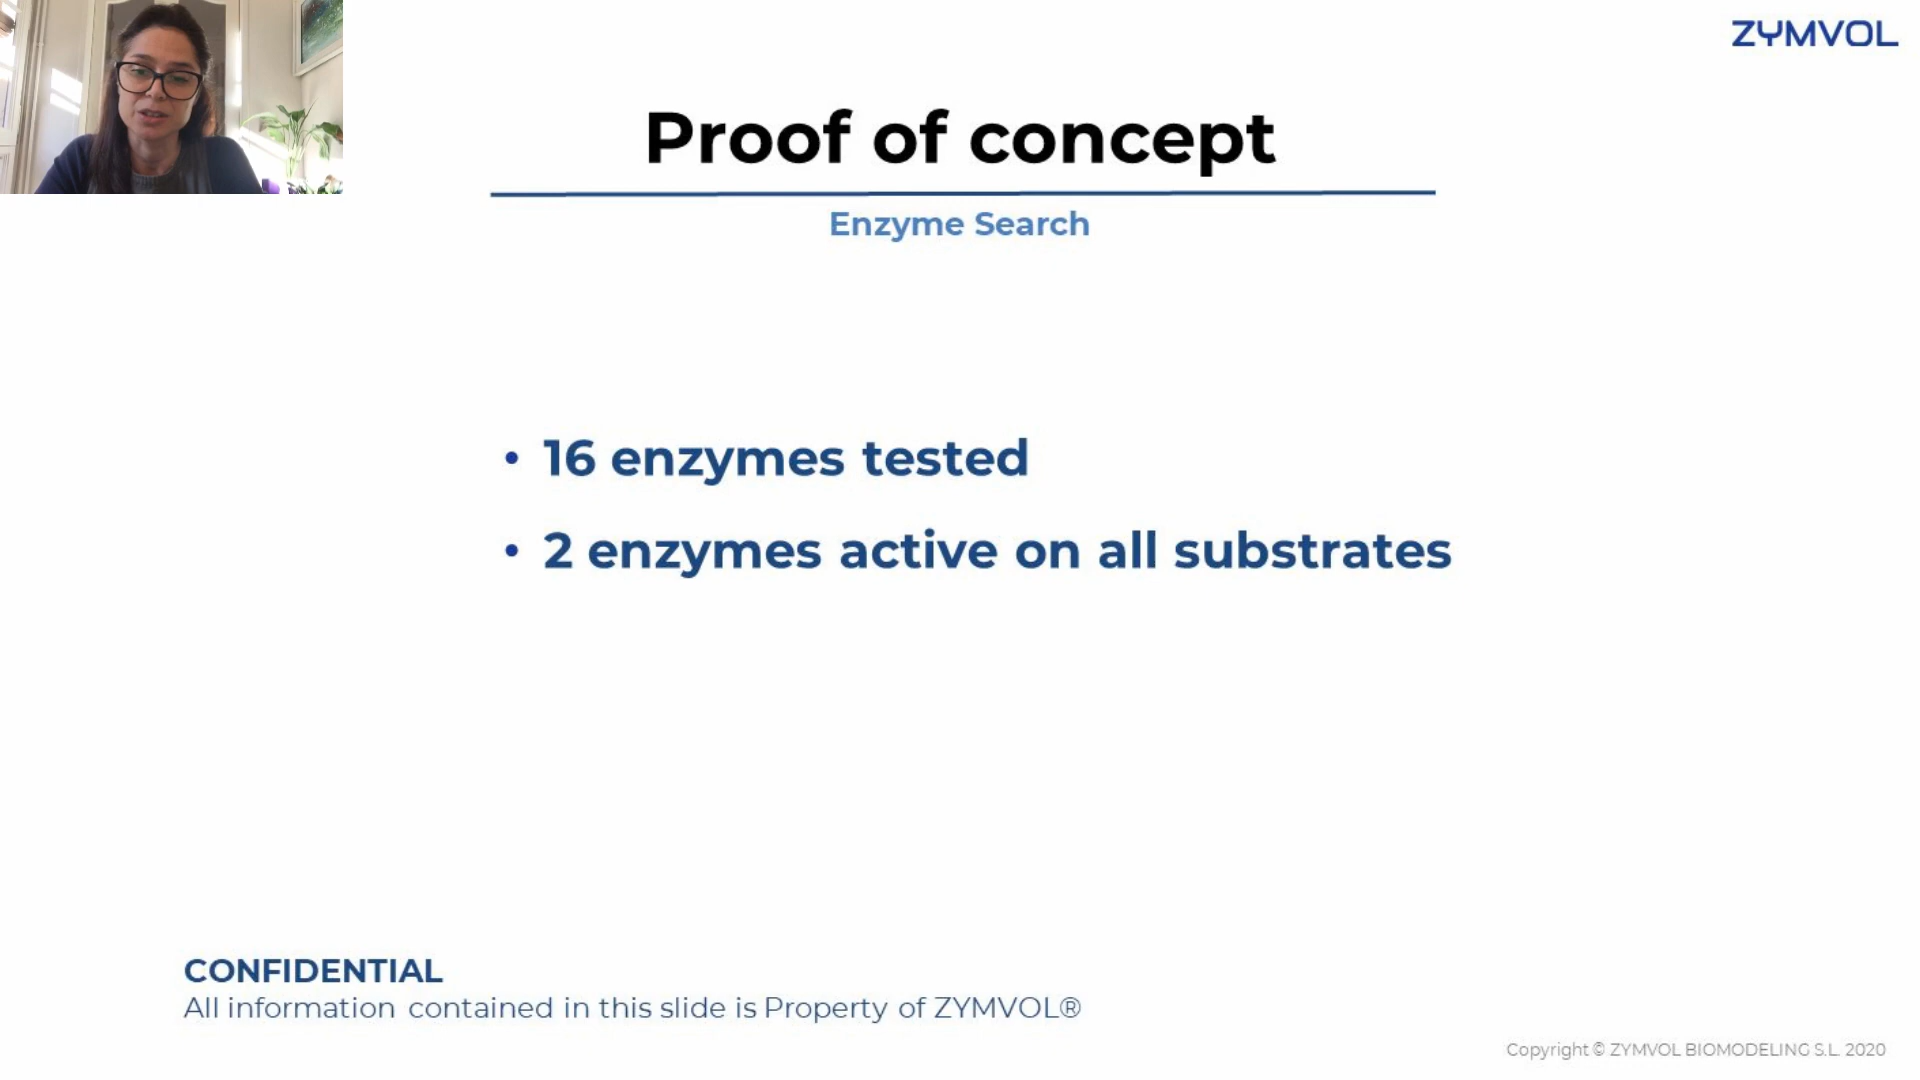 ZYMVOL
Proof of concept
Enzyme Search
• 16 enzymes tested
• 2 enzymes active on all substrates
CONFIDENTIAL
All information contained in this slide is Property of ZYMVOL®
Copyright © ZYMVOL BIOMODELING S.L. 2020